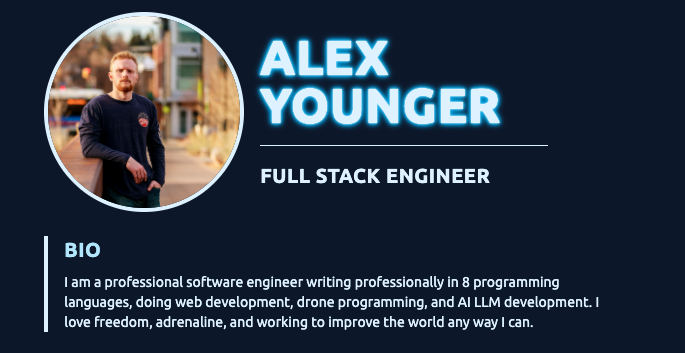 ALEX
YOUNGER
FULL STACK ENGINEER
BIO
I am a professional software engineer writing professionally in 8 programming
languages, doing web development, drone programming, and AI LLM development. I
love freedom, adrenaline, and working to improve the world any way I can.